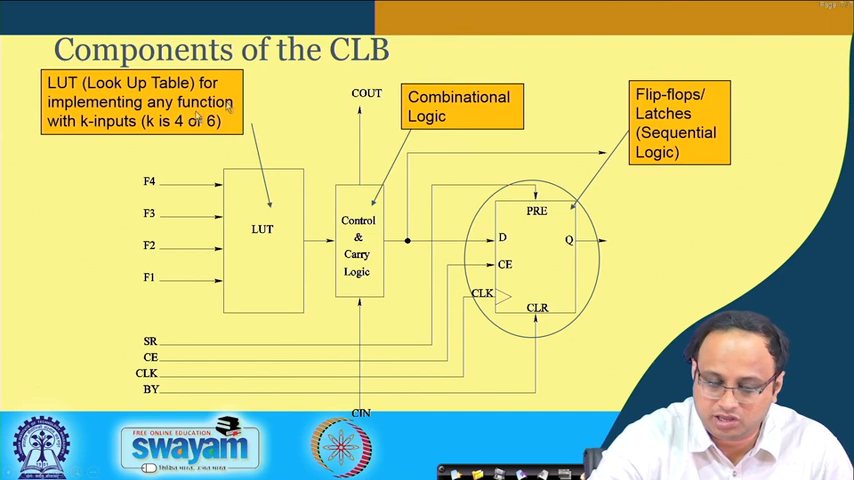 Components of the CLB
LUT (Look Up Table) for
implementing any function
with k-inputs (k is 4 or 6)
COUT
Combinational
Logic
Flip-flops/
Latches
(Sequential
Logic)
F4
F3
F2
F1
LUT
Control
&
Carry
Logic
PRE
D
Q
CE
CLK
CLR
SR
CE
CLK
BY
CIN
FREE ONLINE EDUCATION
swayam